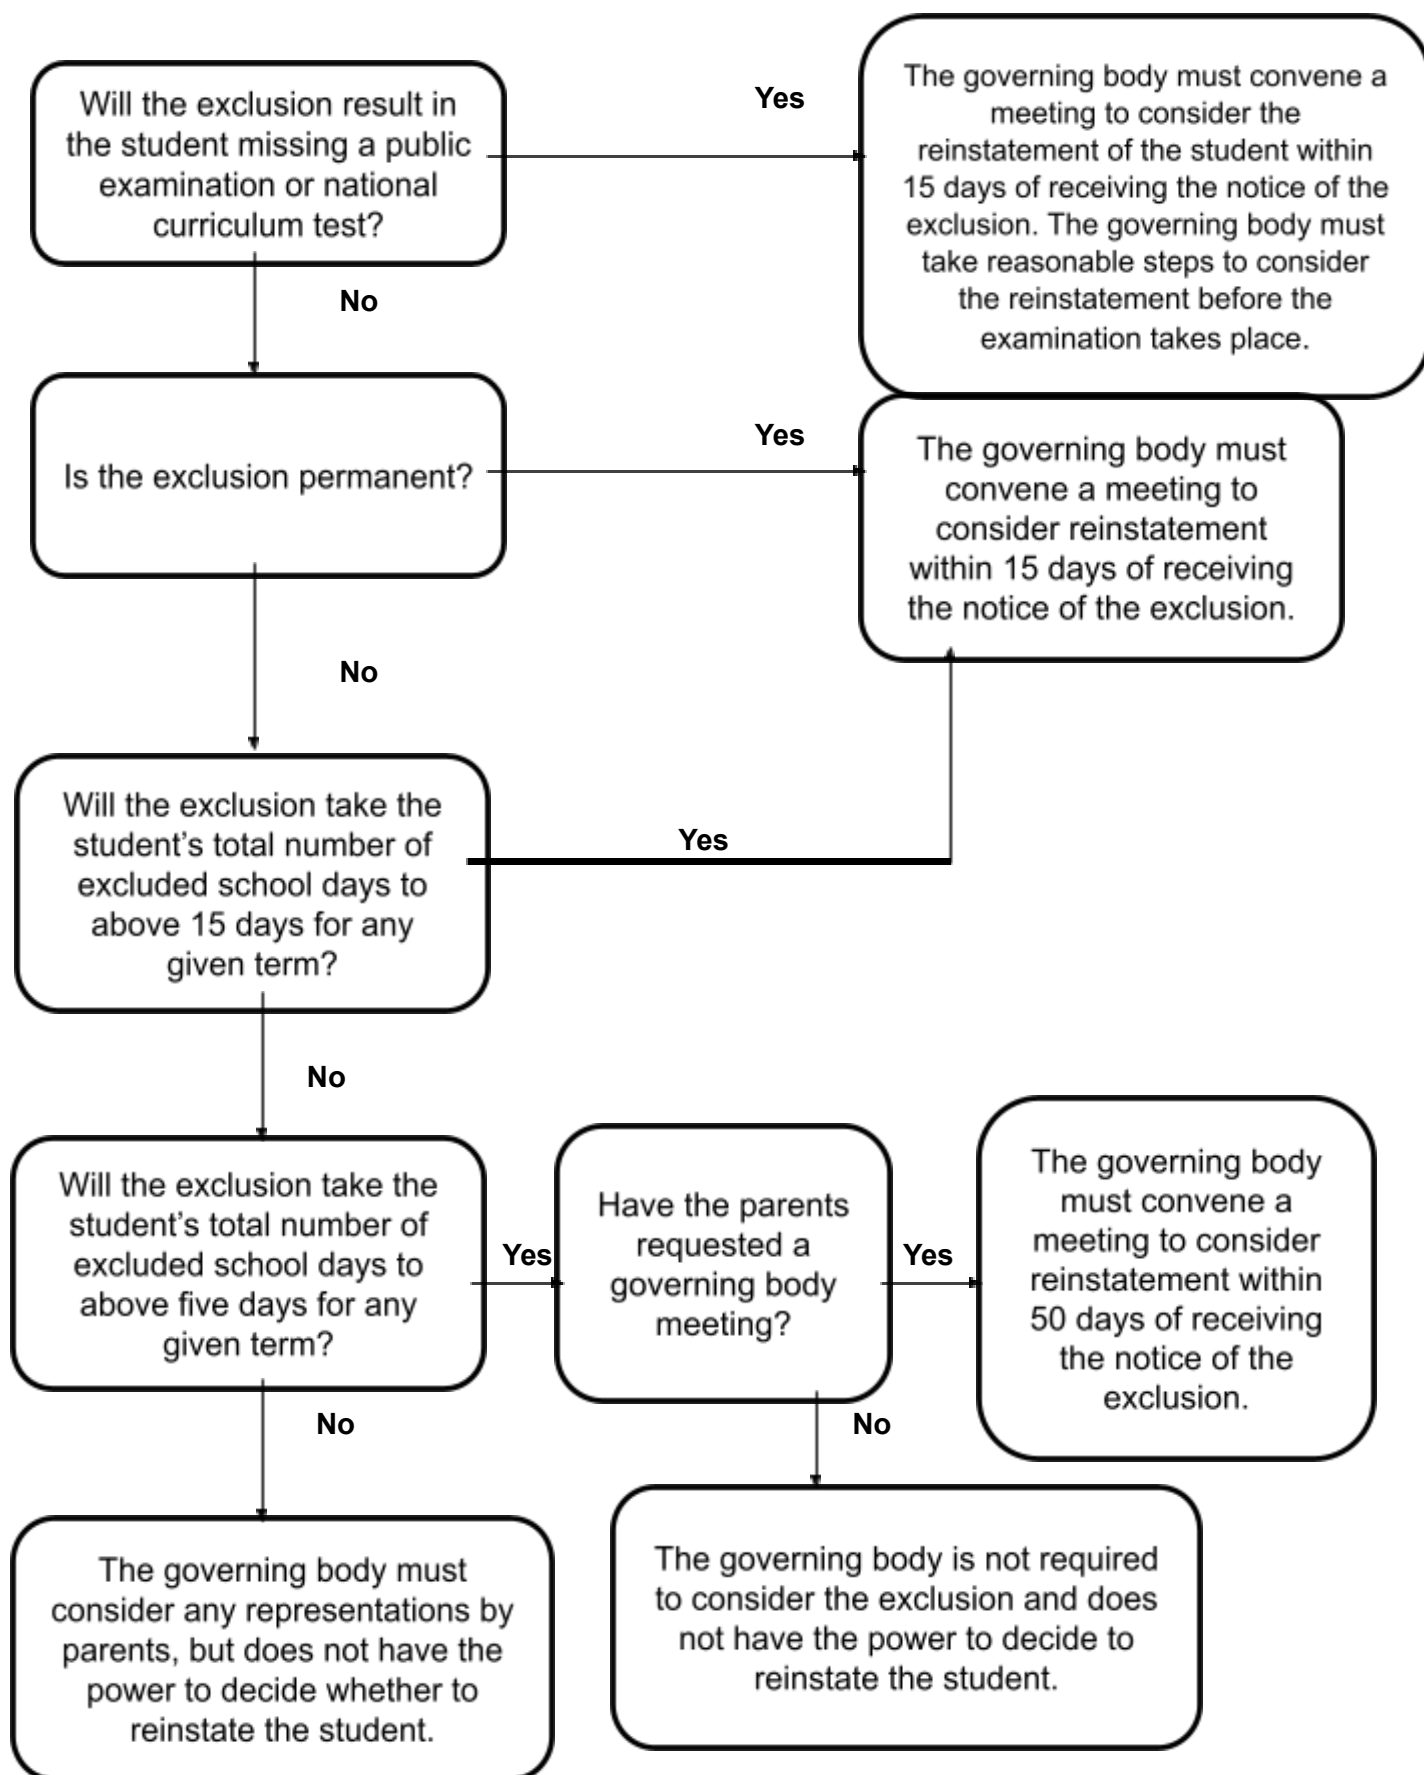 Will the exclusion result in
the student missing a public
examination or national
curriculum test?
Yes
The governing body must convene a
meeting to consider the
reinstatement of the student within
15 days of receiving the notice of the
exclusion. The governing body must
take reasonable steps to consider
the reinstatement before the
examination takes place.
No
Is the exclusion permanent?
Yes
The governing body must
convene a meeting to
consider reinstatement
within 15 days of receiving
the notice of the exclusion.
No
Will the exclusion take the
student’s total number of
excluded school days to
above 15 days for any
given term?
Yes
No
Will the exclusion take the
student’s total number of
excluded school days to
above five days for any
given term?
Yes
Have the parents
requested a
governing body
meeting?
Yes
The governing body
must convene a
meeting to consider
reinstatement within
50 days of receiving
the notice of the
exclusion.
No
No
The governing body must
consider any representations by
parents, but does not have the
power to decide whether to
reinstate the student.
The governing body is not required
to consider the exclusion and does
not have the power to decide to
reinstate the student.